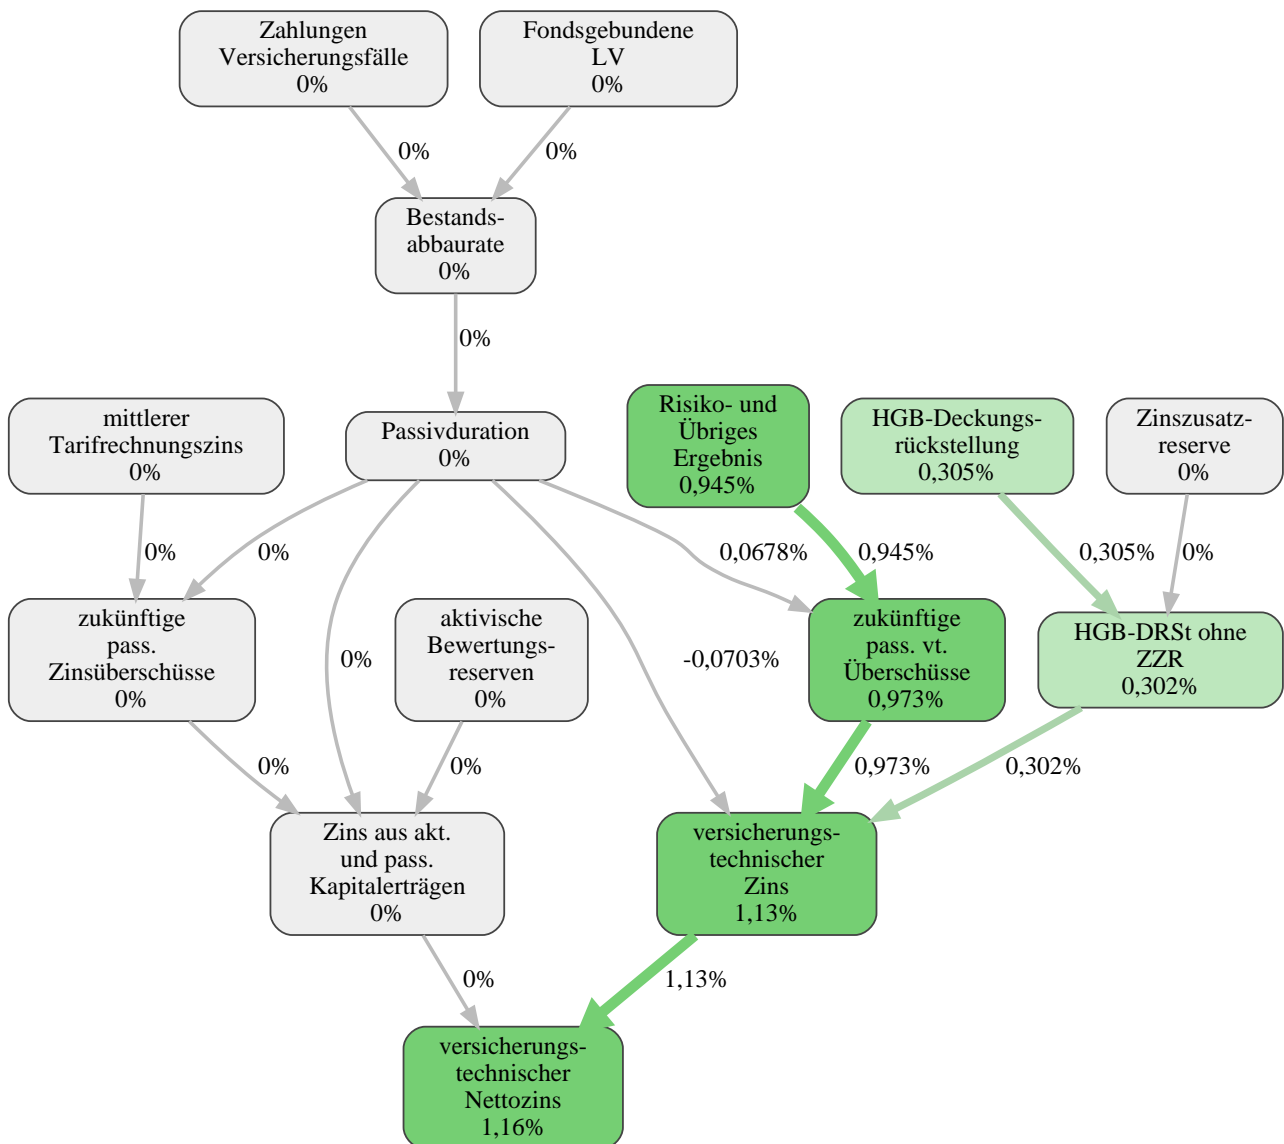 Zahlungen
Versicherungsfälle
0%
Fondsgebundene
LV
0%
0%
0%
Bestands-
abbaurate
0%
0%
mittlerer
Tarifrechnungszins
0%
Passivduration
0%
Risiko- und
Übriges
Ergebnis
0,945%
HGB-Deckungs-
rückstellung
0,305%
Zinszusatz-
reserve
0%
0%
0%
0,0678%
0,945%
0,305%
0%
zukünftige
pass.
Zinsüberschüsse
0%
0%
aktivische
Bewertungs-
reserven
0%
-0,0703%
zukünftige
pass. vt.
Überschüsse
0,973%
HGB-DRSt ohne
ZZR
0,302%
0%
0%
0,973%
0,302%
Zins aus akt.
und pass.
Kapitalerträgen
0%
versicherungs-
technischer
Zins
1,13%
0%
1,13%
versicherungs-
technischer
Nettozins
1,16%